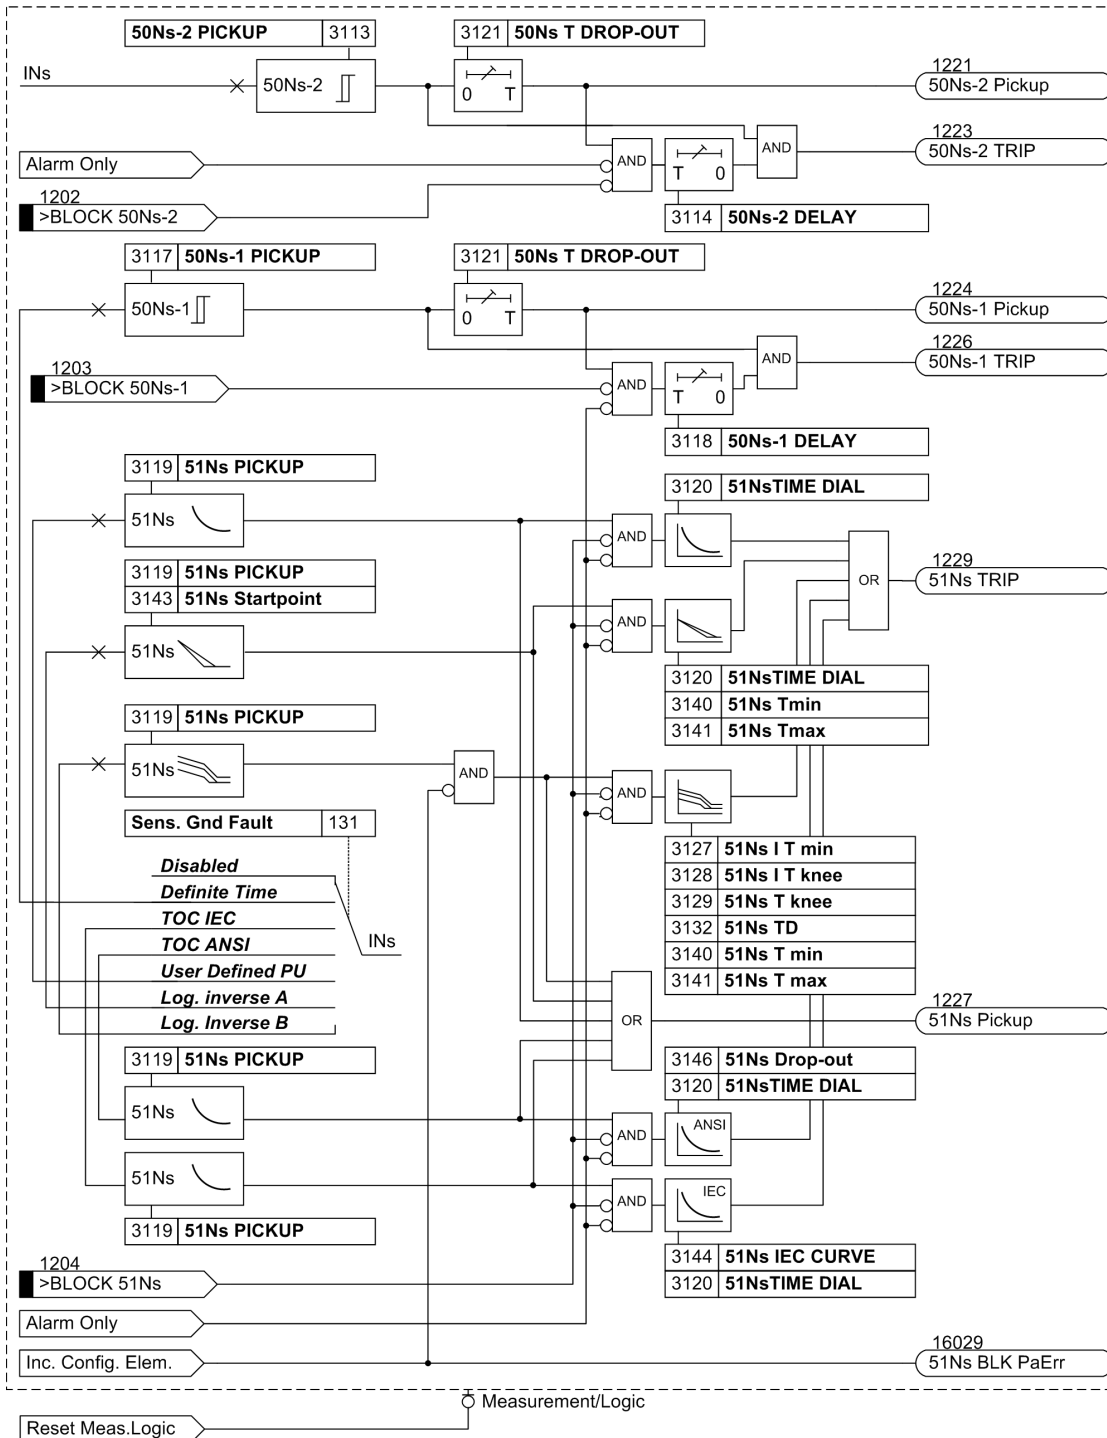 50Ns-2 PICKUP 3113
3121 50Ns T DROP-OUT
INs
50Ns-2
0 T
1221
50Ns-2 Pickup
1223
50Ns-2 TRIP
AND
AND
Alarm Only
T 0
1202
>BLOCK 50Ns-2
3114 50Ns-2 DELAY
3117 50Ns-1 PICKUP
3121 50Ns T DROP-OUT
50Ns-1
0 T
1224
50Ns-1 Pickup
1226
50Ns-1 TRIP
AND
1203
>BLOCK 50Ns-1
AND
T 0
3118 50Ns-1 DELAY
3119 51Ns PICKUP
3120 51NsTIME DIAL
51Ns
AND
3119 51Ns PICKUP
3143 51Ns Startpoint
OR
1229
51Ns TRIP
51Ns
AND
3120 51NsTIME DIAL
3140 51Ns Tmin
3141 51Ns Tmax
3119 51Ns PICKUP
51Ns
AND
AND
Sens. Gnd Fault 131
Disabled
Definite Time
TOC IEC
TOC ANSI
User Defined PU
Log. inverse A
Log. Inverse B
INs
3127 51Ns I T min
3128 51Ns I T knee
3129 51Ns T knee
3132 51Ns TD
3140 51Ns T min
3141 51Ns T max
OR
1227
51Ns Pickup
3119 51Ns PICKUP
3146 51Ns Drop-out
3120 51NsTIME DIAL
51Ns
AND
ANSI
51Ns
AND
IEC
3119 51Ns PICKUP
3144 51Ns IEC CURVE
3120 51NsTIME DIAL
1204
>BLOCK 51Ns
Alarm Only
Inc. Config. Elem.
16029
51Ns BLK PaErr
Measurement/Logic
Reset Meas.Logic